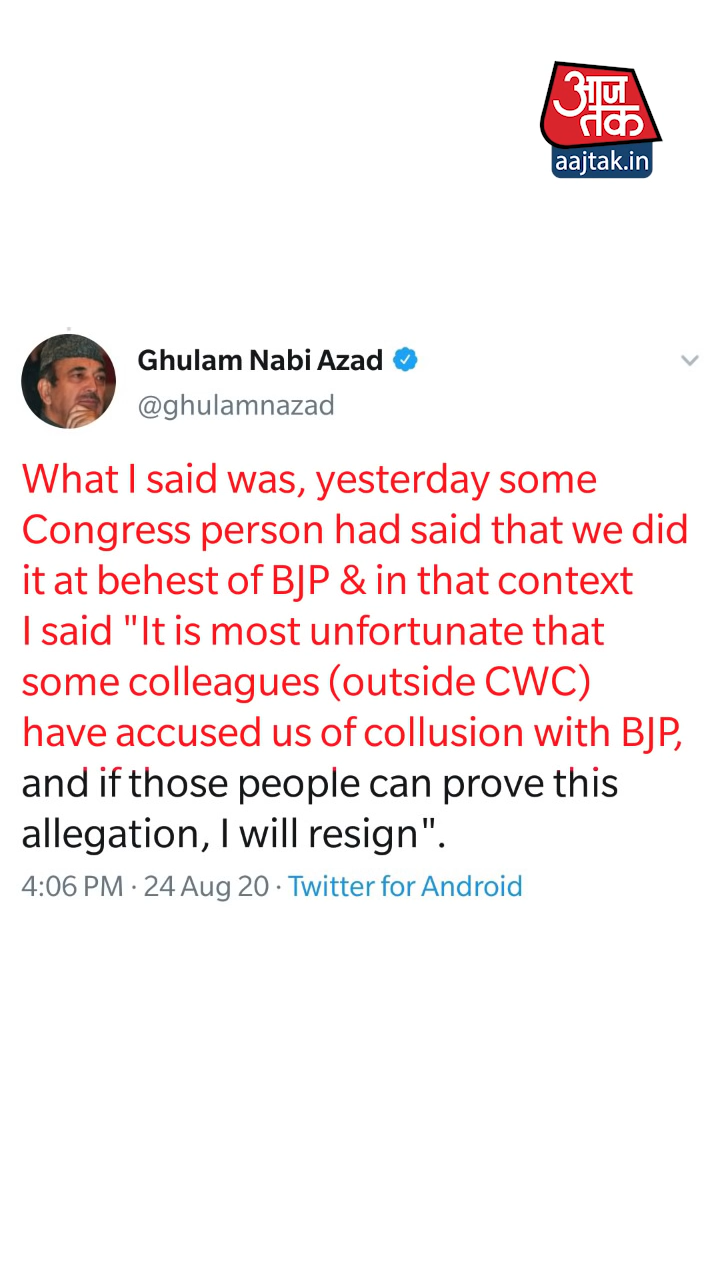 आज
तक
aajtak.in
Ghulam Nabi Azad
@ghulamnazad
What I said was, yesterday some
Congress person had said that we did
it at behest of BJP & in that context
I said "It is most unfortunate that
some colleagues (outside CWC)
have accused us of collusion with BJP,
and if those people can prove this
allegation, I will resign".
4:06 PM · 24 Aug 20 · Twitter for Android